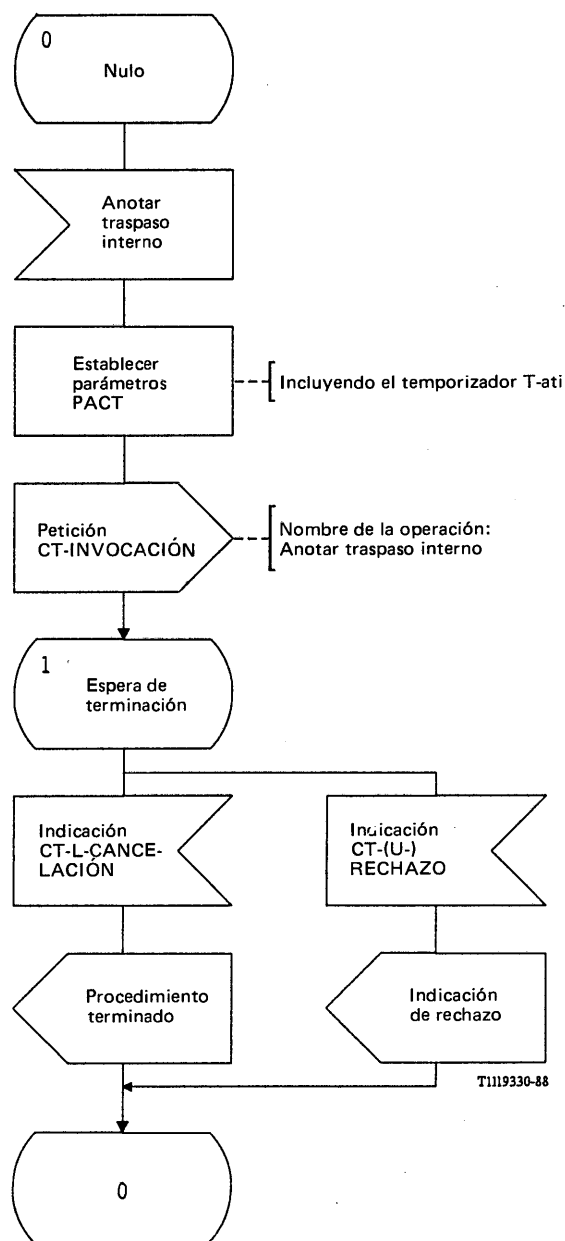 0
Nulo
Anotar
traspaso
interno
Establecer
parámetros
PACT
Incluyendo el temporizador T-ati
Petición
CT-INVOCACIÓN
Nombre de la operación:
Anotar traspaso interno
1
Espera de
terminación
Indicación
CT-L-CANCE-
LACIÓN
Indicación
CT-(U-)
RECHAZO
Procedimiento
terminado
Indicación
de rechazo
T1119330-88
0